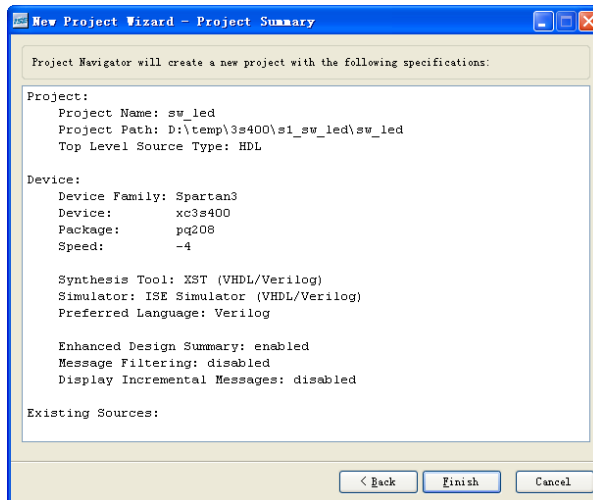 ISE New Project Wizard - Project Summary
Project Navigator will create a new project with the following specifications:
Project:
Project Name: sw_led
Project Path: D:\temp\3s400\s1_sw_led\sw_led
Top Level Source Type: HDL
Device:
Device Family: Spartan3
Device: xc3s400
Package: pq208
Speed: -4
Synthesis Tool: XST (VHDL/Verilog)
Simulator: ISE Simulator (VHDL/Verilog)
Preferred Language: Verilog
Enhanced Design Summary: enabled
Message Filtering: disabled
Display Incremental Messages: disabled
Existing Sources:
< Back Finish Cancel